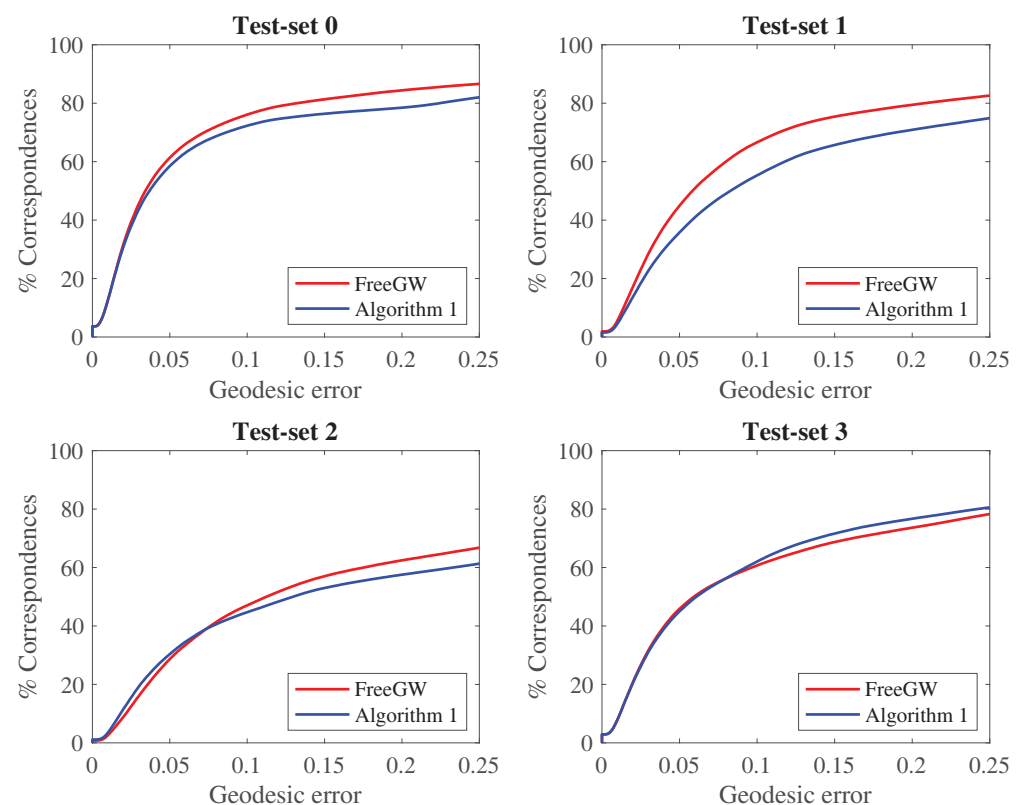 Test-set 0
100
80
60
40
20
0
% Correspondences
FreeGW
Algorithm 1
0 0.05 0.1 0.15 0.2 0.25
Geodesic error
Test-set 1
100
80
60
40
20
0
% Correspondences
FreeGW
Algorithm 1
0 0.05 0.1 0.15 0.2 0.25
Geodesic error
Test-set 2
100
80
60
40
20
0
% Correspondences
FreeGW
Algorithm 1
0 0.05 0.1 0.15 0.2 0.25
Geodesic error
Test-set 3
100
80
60
40
20
0
% Correspondences
FreeGW
Algorithm 1
0 0.05 0.1 0.15 0.2 0.25
Geodesic error